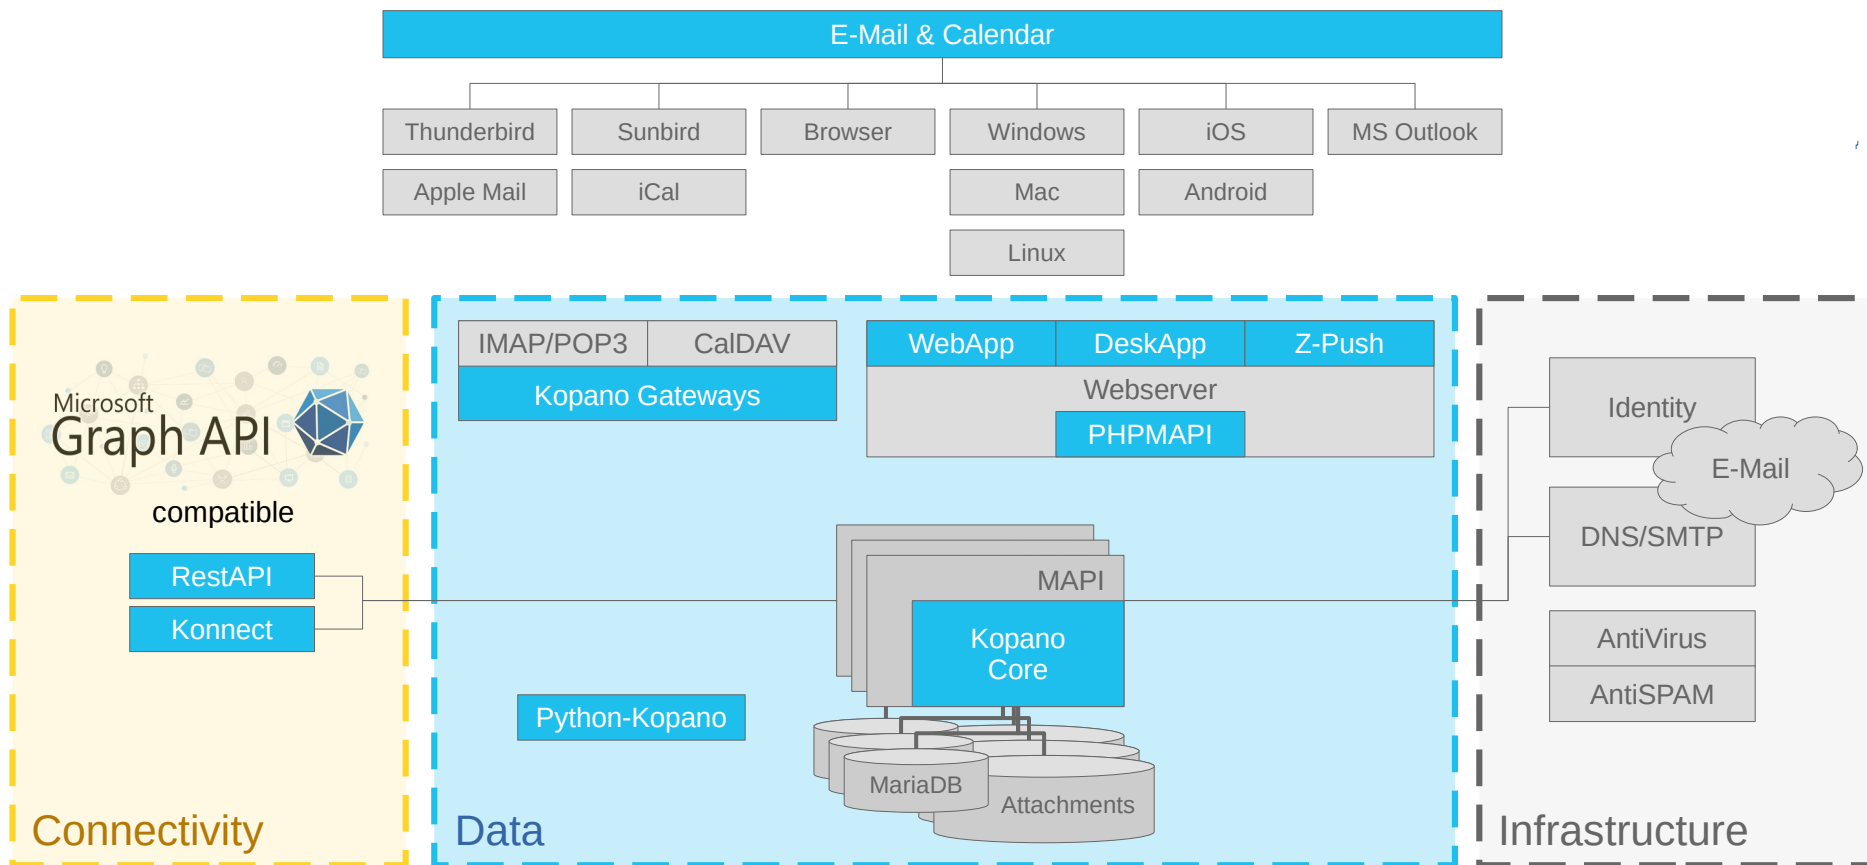 E-Mail & Calendar
Thunderbird
Sunbird
Browser
Windows
iOS
MS Outlook
Apple Mail
iCal
Mac
Android
Linux
Microsoft
Graph API
compatible
RestAPI
Konnect
Connectivity
IMAP/POP3
CalDAV
Kopano Gateways
WebApp
DeskApp
Z-Push
Webserver
PHPMAPI
MAPI
Kopano
Core
Python-Kopano
MariaDB
Attachments
Data
Identity
E-Mail
DNS/SMTP
AntiVirus
AntiSPAM
Infrastructure